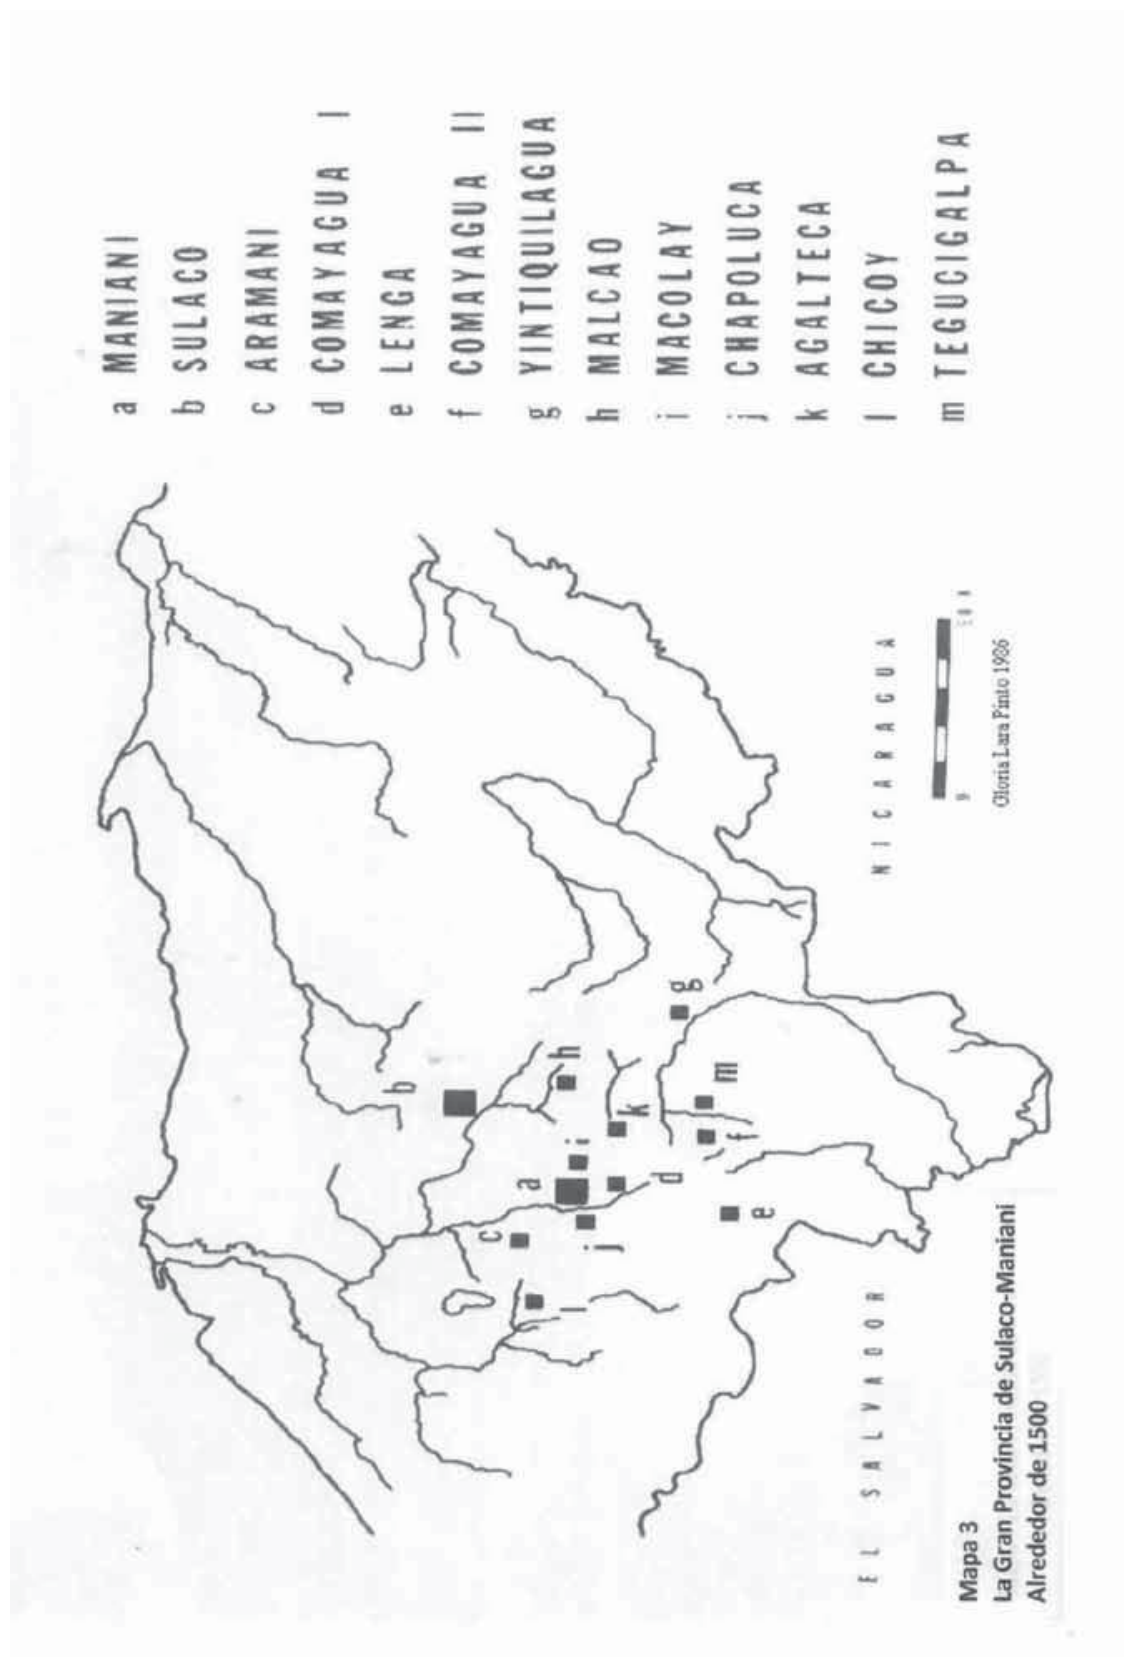 a MANIANI
b SULACO
c ARAMANI
d COMAYAGUA I
e LENGA
f COMAYAGUA II
g YINTIQUILAGUA
h MALCAO
i MACOLAY
j CHAPOLUCA
k AGALTECA
l CHICOY
m TEGUCIGALPA
b
h
a
i
c
k
g
m
d
f
j
l
e
NICARAGUA
EL SALVADOR
Gloria Lara Pinto 1986
Mapa 3
La Gran Provincia de Sulaco-Maniani
Alrededor de 1500